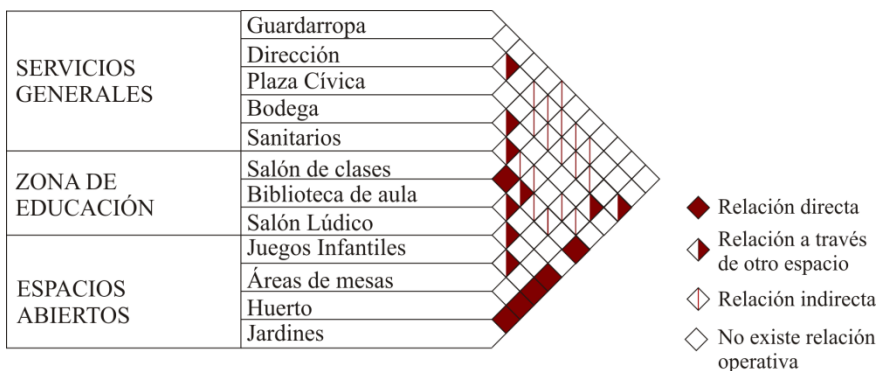 SERVICIOS
GENERALES
Guardarropa
Dirección
Plaza Cívica
Bodega
Sanitarios
ZONA DE
EDUCACIÓN
Salón de clases
Biblioteca de aula
Salón Lúdico
ESPACIOS
ABIERTOS
Juegos Infantiles
Áreas de mesas
Huerto
Jardines
Relación directa
Relación a través
de otro espacio
Relación indirecta
No existe relación
operativa